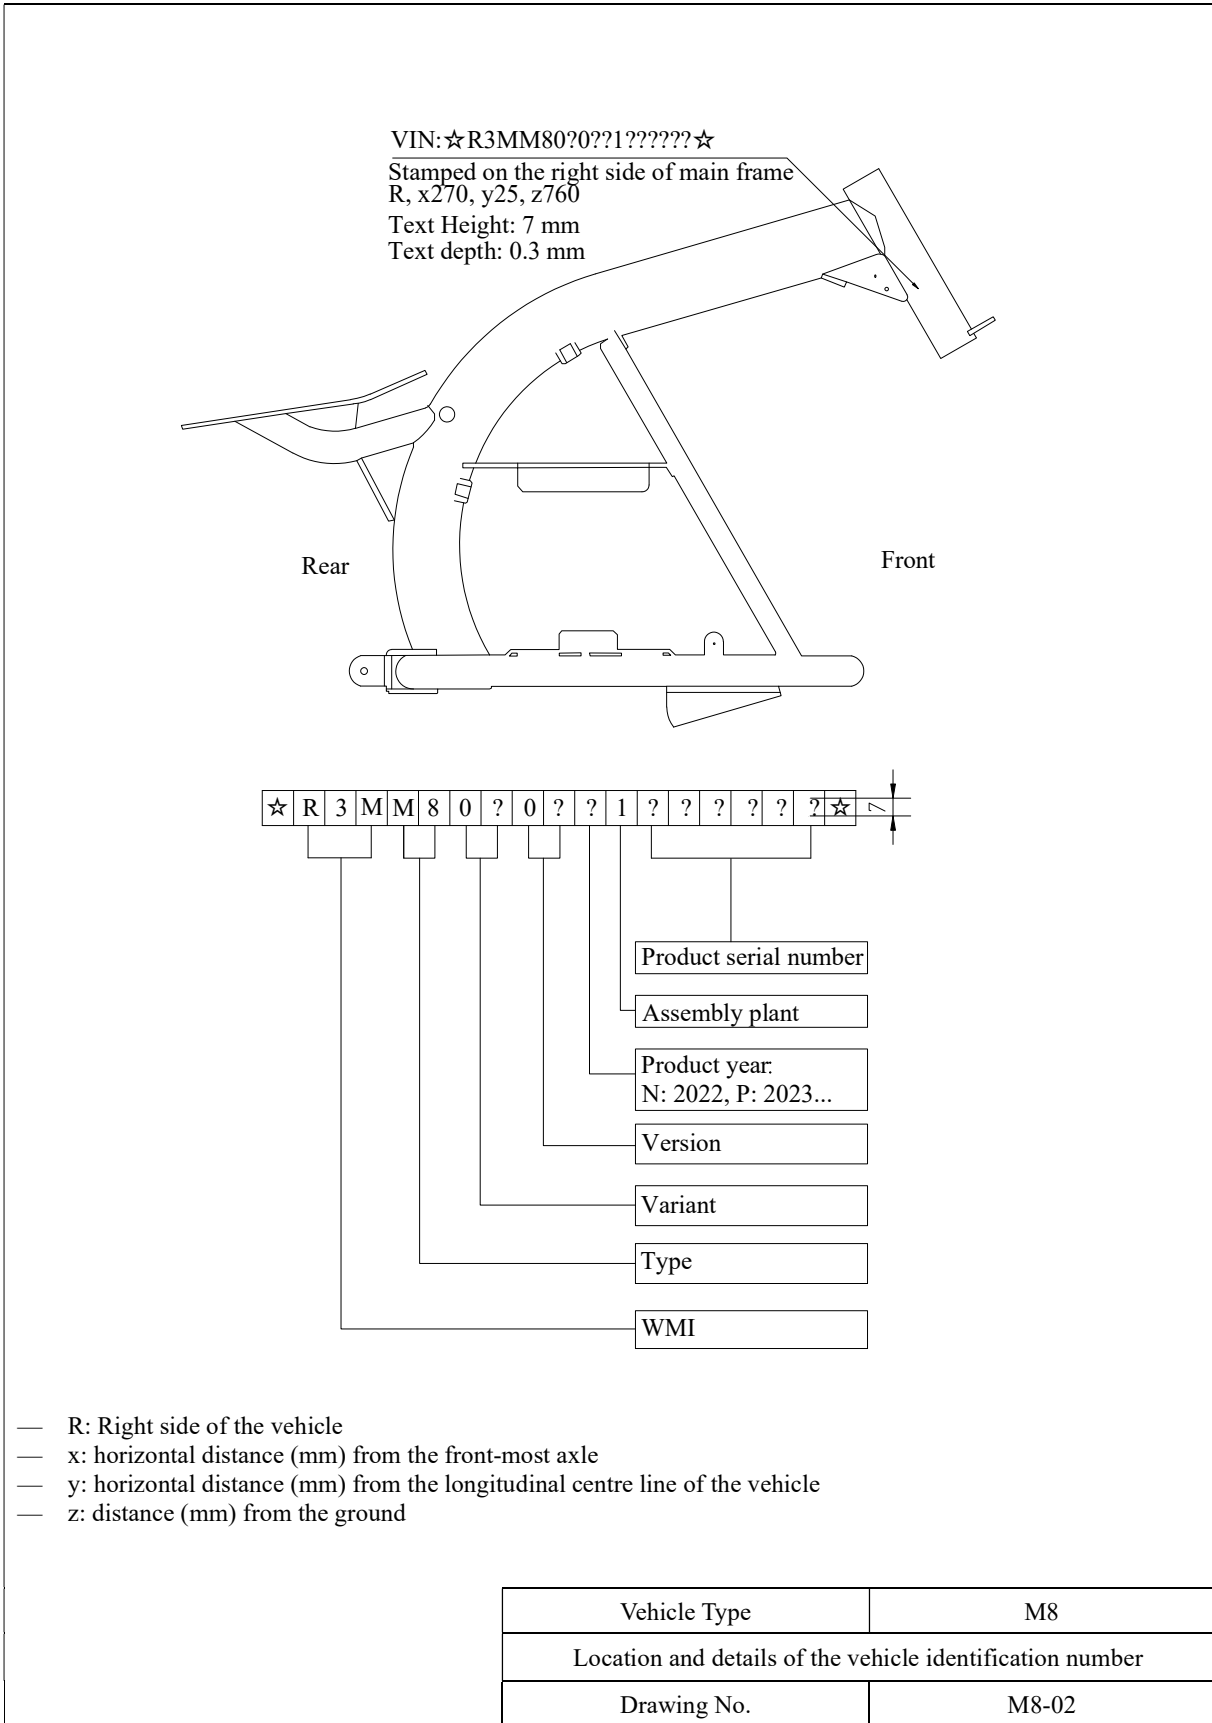 VIN:☆R3MM80?0??1??????☆
Stamped on the right side of main frame
R, x270, y25, z760
Text Height: 7 mm
Text depth: 0.3 mm
Rear
Front
☆ R 3 M M 8 0 ? 0 ? ? 1 ? ? ? ? ? ? ☆ 7
Product serial number
Assembly plant
Product year:
N: 2022, P: 2023...
Version
Variant
Type
WMI
— R: Right side of the vehicle
— x: horizontal distance (mm) from the front-most axle
— y: horizontal distance (mm) from the longitudinal centre line of the vehicle
— z: distance (mm) from the ground
Vehicle Type M8
Location and details of the vehicle identification number
Drawing No. M8-02